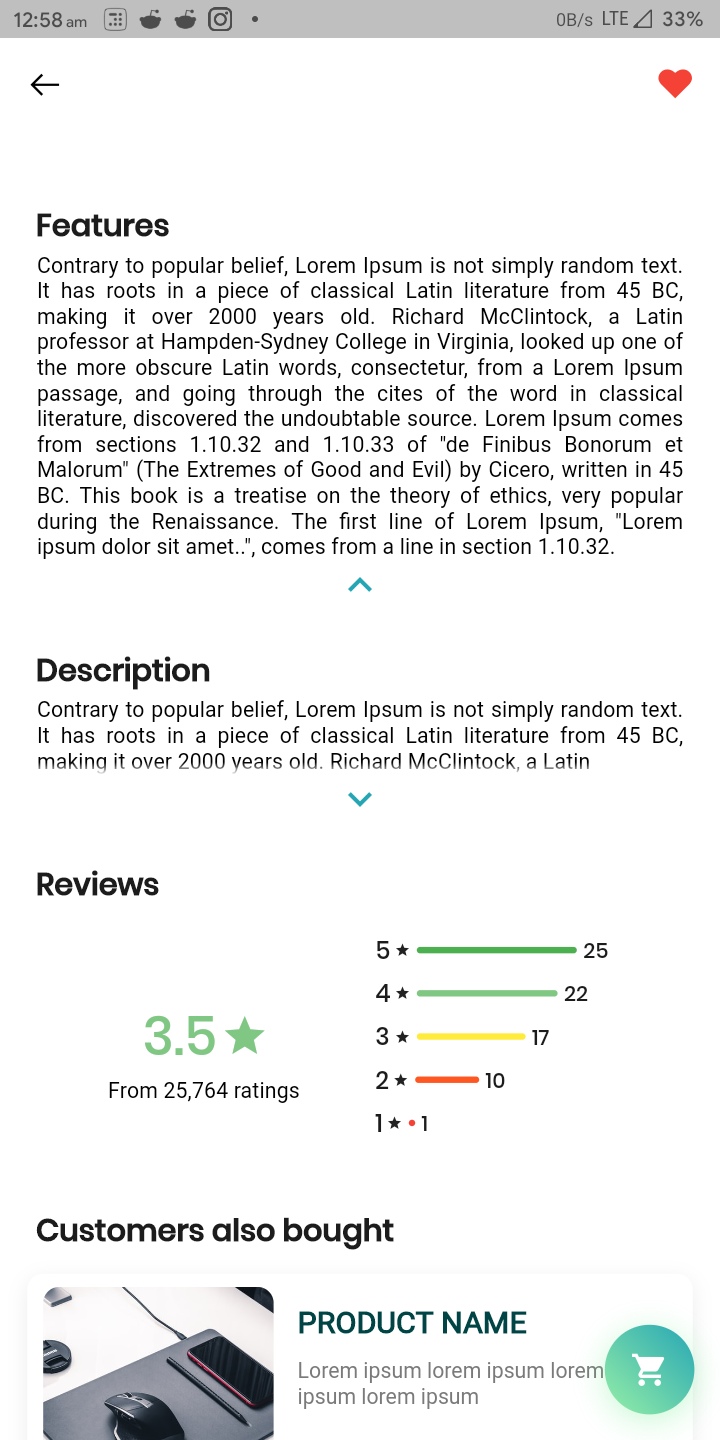 12:58 am 0B/s LTE 33%
Features
Contrary to popular belief, Lorem Ipsum is not simply random text.
It has roots in a piece of classical Latin literature from 45 BC,
making it over 2000 years old. Richard McClintock, a Latin
professor at Hampden-Sydney College in Virginia, looked up one of
the more obscure Latin words, consectetur, from a Lorem Ipsum
passage, and going through the cites of the word in classical
literature, discovered the undoubtable source. Lorem Ipsum comes
from sections 1.10.32 and 1.10.33 of "de Finibus Bonorum et
Malorum" (The Extremes of Good and Evil) by Cicero, written in 45
BC. This book is a treatise on the theory of ethics, very popular
during the Renaissance. The first line of Lorem Ipsum, "Lorem
ipsum dolor sit amet..", comes from a line in section 1.10.32.
Description
Contrary to popular belief, Lorem Ipsum is not simply random text.
It has roots in a piece of classical Latin literature from 45 BC,
making it over 2000 years old. Richard McClintock, a Latin
Reviews
3.5
From 25,764 ratings
5 25
4 22
3 17
2 10
1 1
Customers also bought
PRODUCT NAME
Lorem ipsum lorem ipsum lorem
ipsum lorem ipsum